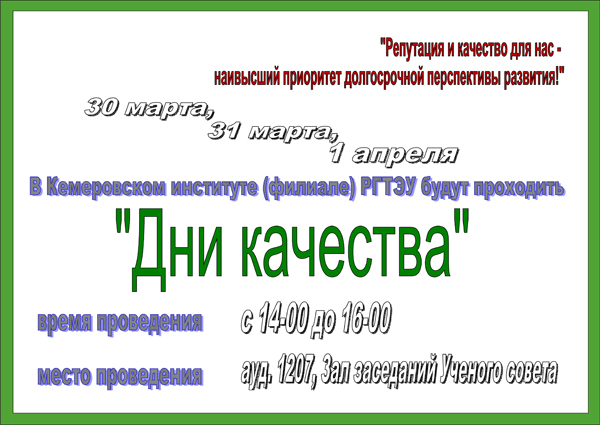 "Репутация и качество для нас -
наивысший приоритет долгосрочной перспективы развития!"
30 марта,
31 марта,
1 апреля
В Кемеровском институте (филиале) РГТЭУ будут проходить
"Дни качества"
время проведения
с 14-00 до 16-00
место проведения
ауд. 1207, Зал заседаний Ученого совета